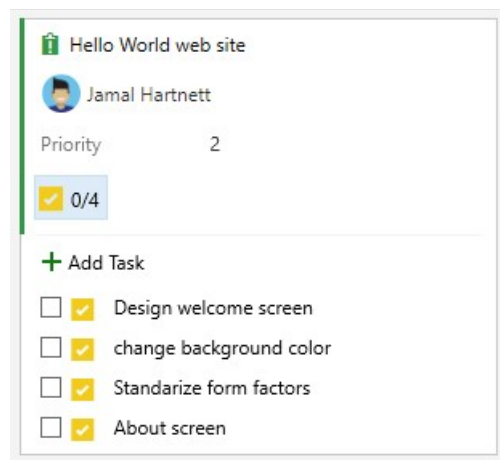 Hello World web site
Jamal Hartnett
Priority 2
0/4
Add Task
Design welcome screen
change background color
Standarize form factors
About screen